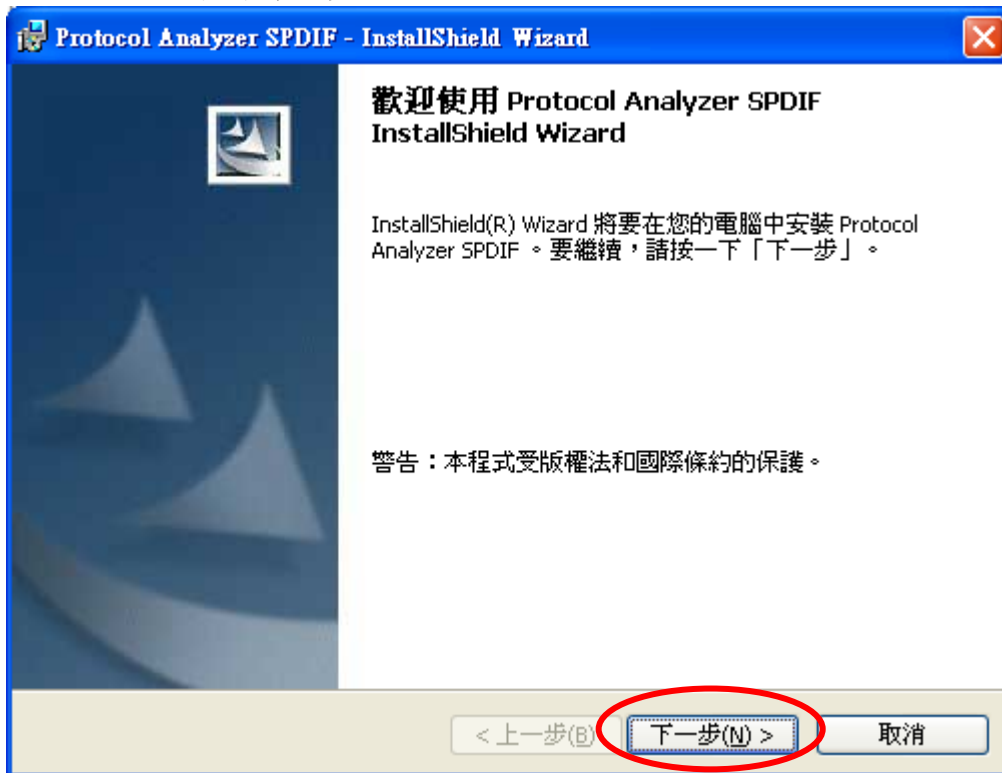 Protocol Analyzer SPDIF - InstallShield Wizard
歡迎使用 Protocol Analyzer SPDIF
InstallShield Wizard
InstallShield(R) Wizard 將要在您的電腦中安裝 Protocol
Analyzer SPDIF 。要繼續，請按一下「下一步」。
警告：本程式受版權法和國際條約的保護。
< 上一步(B)
下一步(N) >
取消